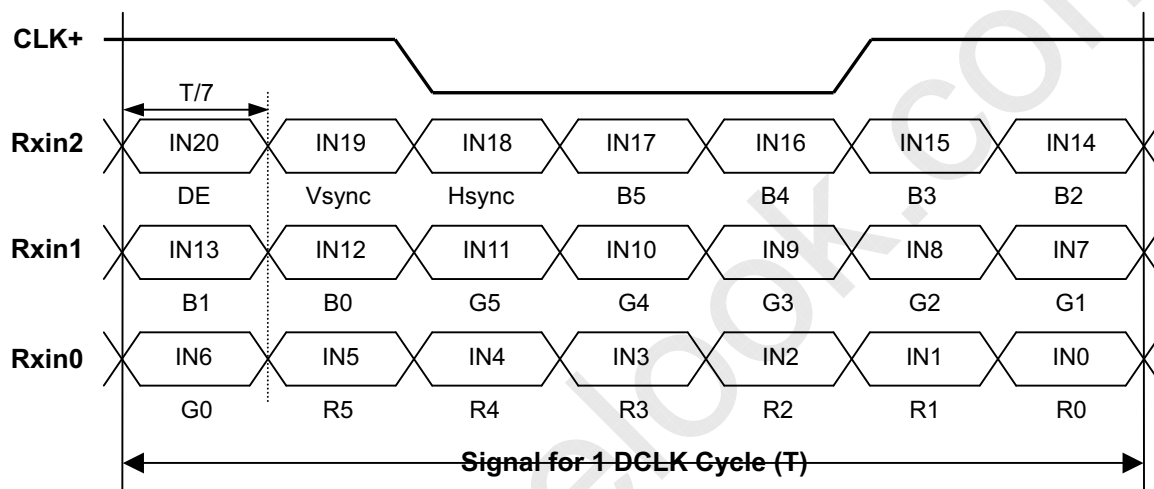 CLK+
T/7
Rxin2 IN20 IN19 IN18 IN17 IN16 IN15 IN14
DE Vsync Hsync B5 B4 B3 B2
Rxin1 IN13 IN12 IN11 IN10 IN9 IN8 IN7
B1 B0 G5 G4 G3 G2 G1
Rxin0 IN6 IN5 IN4 IN3 IN2 IN1 IN0
G0 R5 R4 R3 R2 R1 R0
Signal for 1 DCLK Cycle (T)